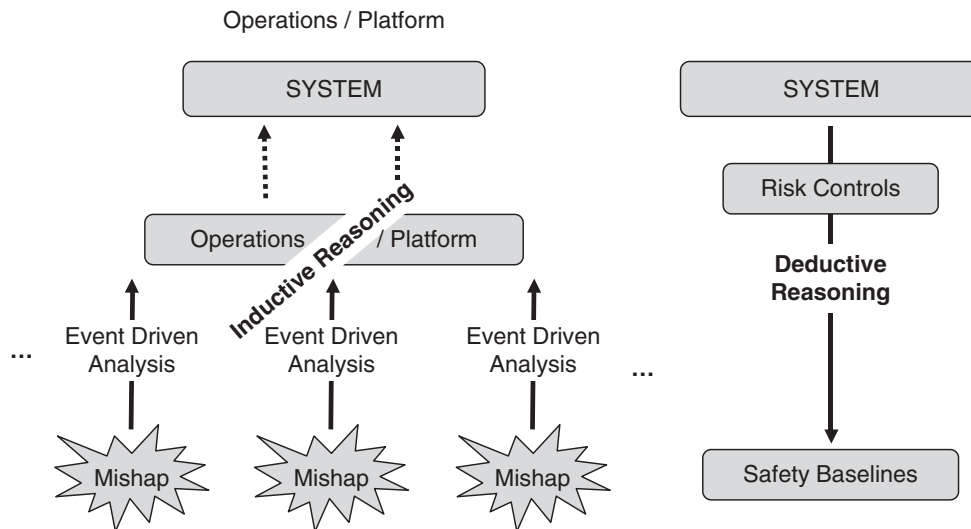 Operations / Platform
SYSTEM
SYSTEM
Risk Controls
Operations / Platform
Inductive Reasoning
Deductive
Reasoning
Event Driven
Analysis
Event Driven
Analysis
Event Driven
Analysis
...
...
Mishap
Mishap
Mishap
Safety Baselines